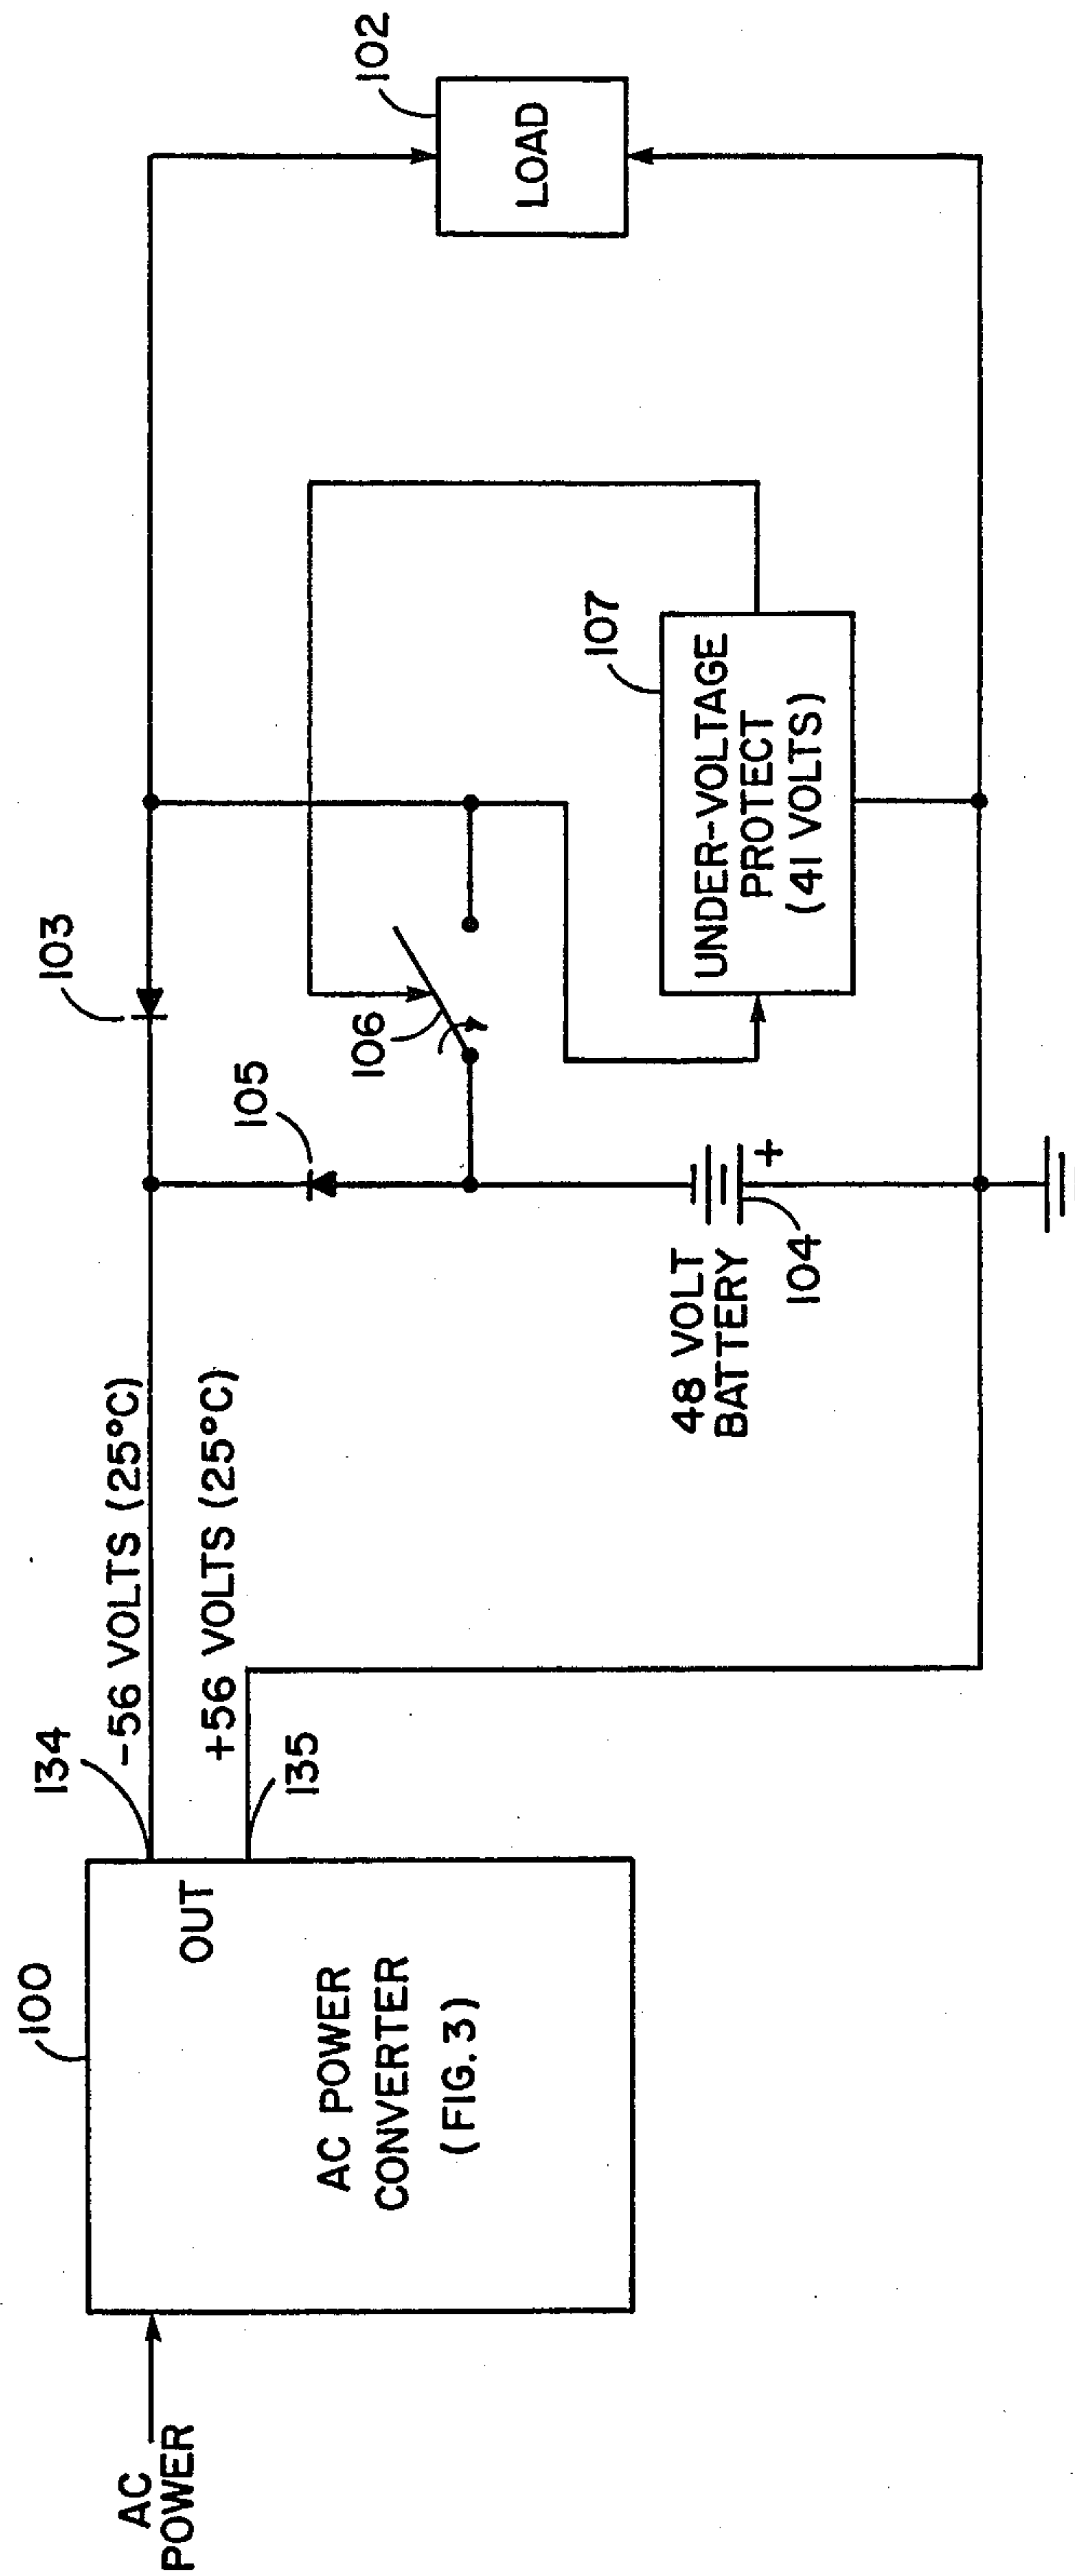 AC
POWER
100
AC POWER
CONVERTER
(FIG. 3)
OUT
134
135
-56 VOLTS (25°C)
+56 VOLTS (25°C)
48 VOLT
BATTERY
104
+
105
103
106
107
UNDER-VOLTAGE
PROTECT
(41 VOLTS)
102
LOAD